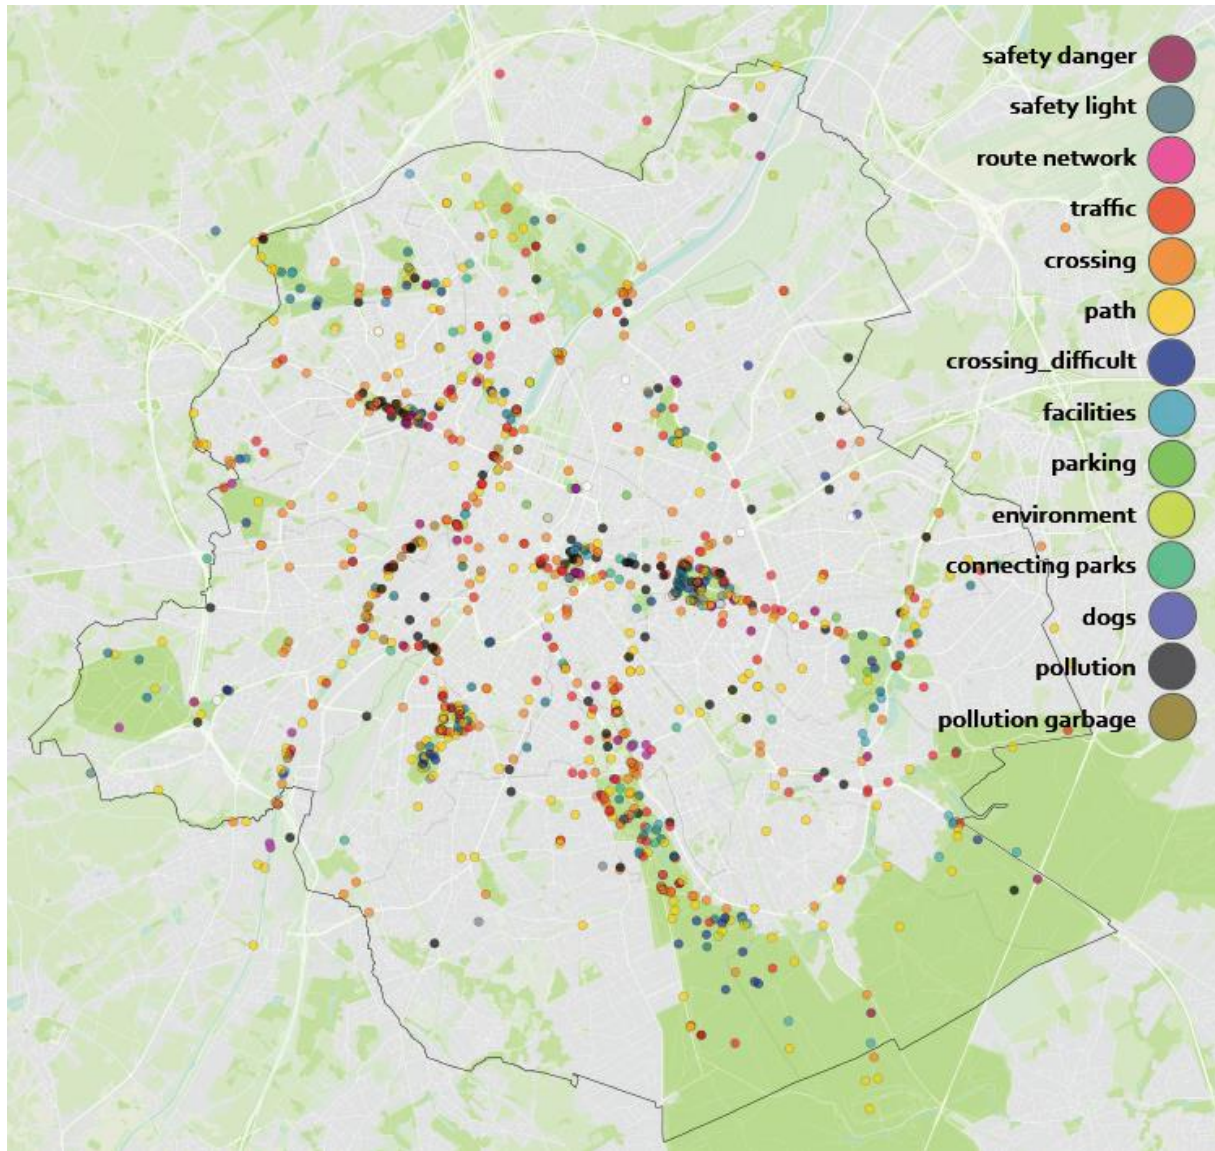 safety danger
safety light
route network
traffic
crossing
path
crossing_difficult
facilities
parking
environment
connecting parks
dogs
pollution
pollution garbage